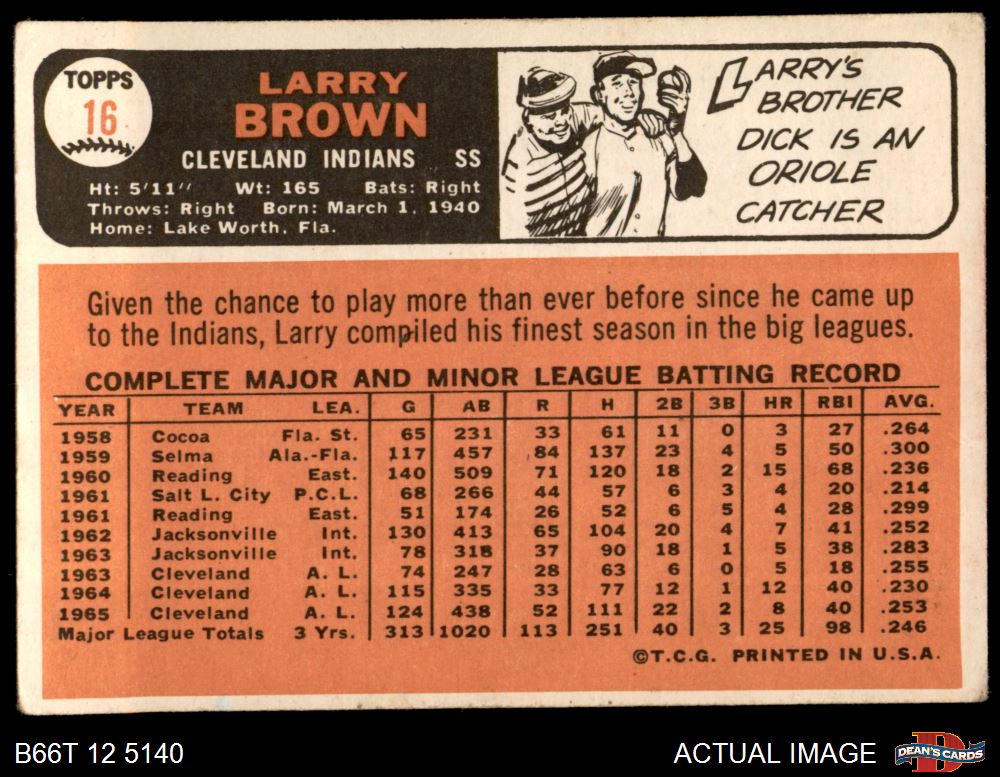 TOPPS
16
LARRY
BROWN
CLEVELAND INDIANS SS
Ht: 5'11" Wt: 165 Bats: Right
Throws: Right Born: March 1, 1940
Home: Lake Worth, Fla.
LARRY'S
BROTHER
DICK IS AN
ORIOLE
CATCHER
Given the chance to play more than ever before since he came up
to the Indians, Larry compiled his finest season in the big leagues.
COMPLETE MAJOR AND MINOR LEAGUE BATTING RECORD
YEAR TEAM LEA. G AB R H 2B 3B HR RBI AVG.
1958 Cocoa Fla. St. 65 231 33 61 11 0 3 27 .264
1959 Selma Ala.-Fla. 117 457 84 137 23 4 5 50 .300
1960 Reading East. 140 509 71 120 18 2 15 68 .236
1961 Salt L. City P.C.L. 68 266 44 57 6 3 4 20 .214
1961 Reading East. 51 174 26 52 6 5 4 28 .299
1962 Jacksonville Int. 130 413 65 104 20 4 7 41 .252
1963 Jacksonville Int. 78 318 37 90 18 1 5 38 .283
1963 Cleveland A. L. 74 247 28 63 6 0 5 18 .255
1964 Cleveland A. L. 115 335 33 77 12 1 12 40 .230
1965 Cleveland A. L. 124 438 52 111 22 2 8 40 .253
Major League Totals 3 Yrs. 313 1020 113 251 40 3 25 98 .246
©T.C.G. PRINTED IN U.S.A.
B66T 12 5140
ACTUAL IMAGE
D
DEAN'S CARDS